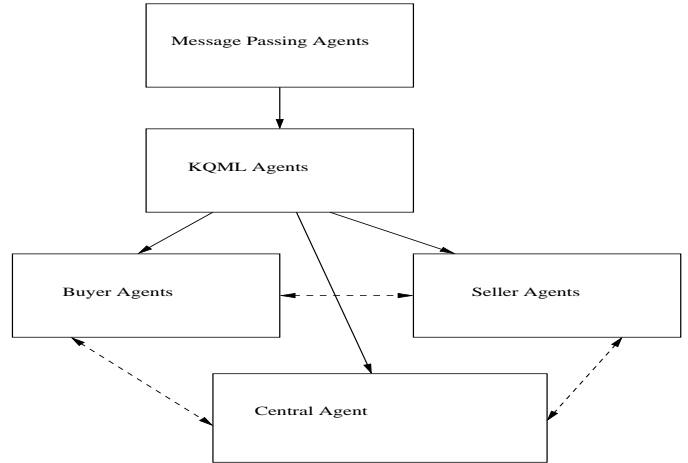 Message Passing Agents
KQML Agents
Buyer Agents
Seller Agents
Central Agent